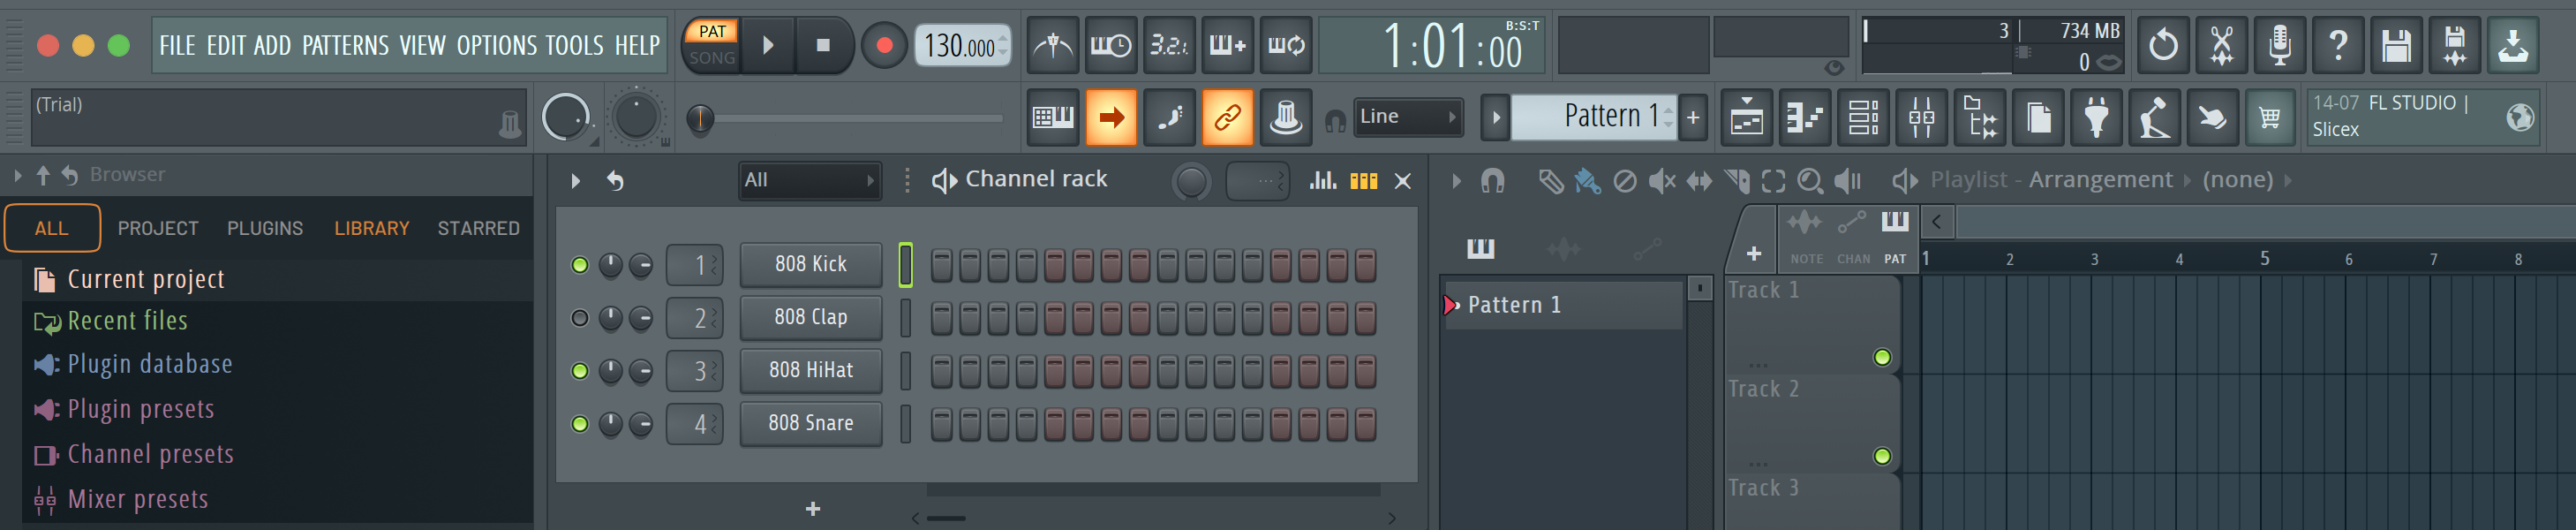 FILE EDIT ADD PATTERNS VIEW OPTIONS TOOLS HELP
PAT
SONG
130.000
3.2.1
1:01:00
B:S:T
3
734 MB
0
(Trial)
Line
Pattern 1
14-07 FL STUDIO |
Slicex
Browser
ALL PROJECT PLUGINS LIBRARY STARRED
Current project
Recent files
Plugin database
Plugin presets
Channel presets
Mixer presets
All
Channel rack
1 808 Kick
2 808 Clap
3 808 HiHat
4 808 Snare
Playlist - Arrangement (none)
NOTE CHAN PAT
1 2 3 4 5 6 7 8
Pattern 1
Track 1
Track 2
Track 3